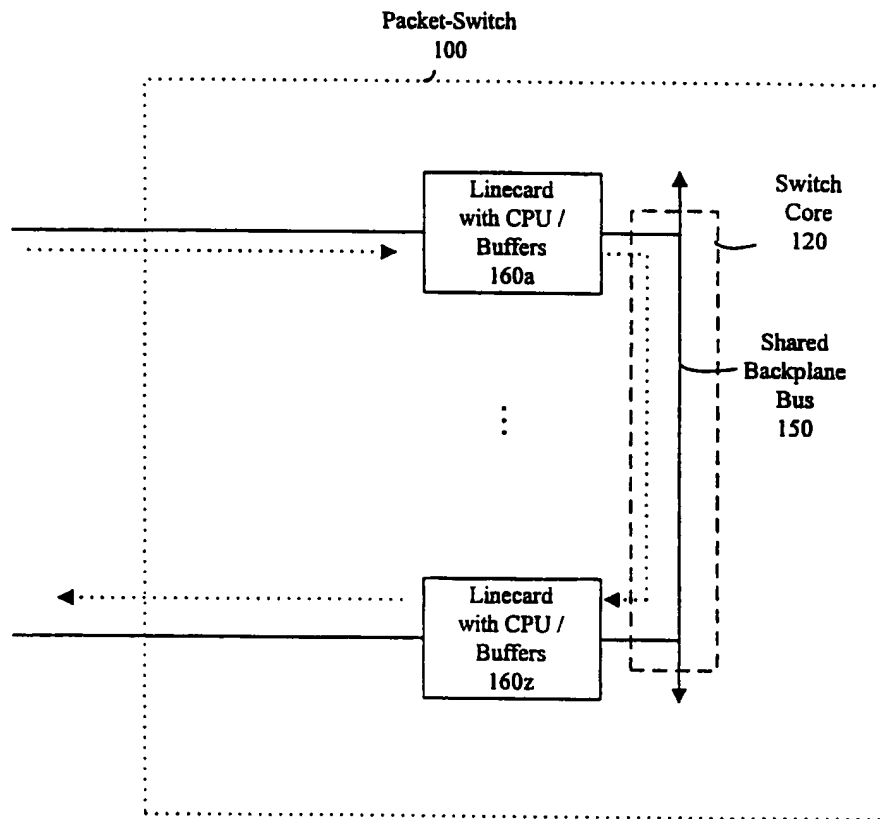 Packet-Switch
100
Linecard
with CPU /
Buffers
160a
Switch
Core
120
Shared
Backplane
Bus
150
Linecard
with CPU /
Buffers
160z